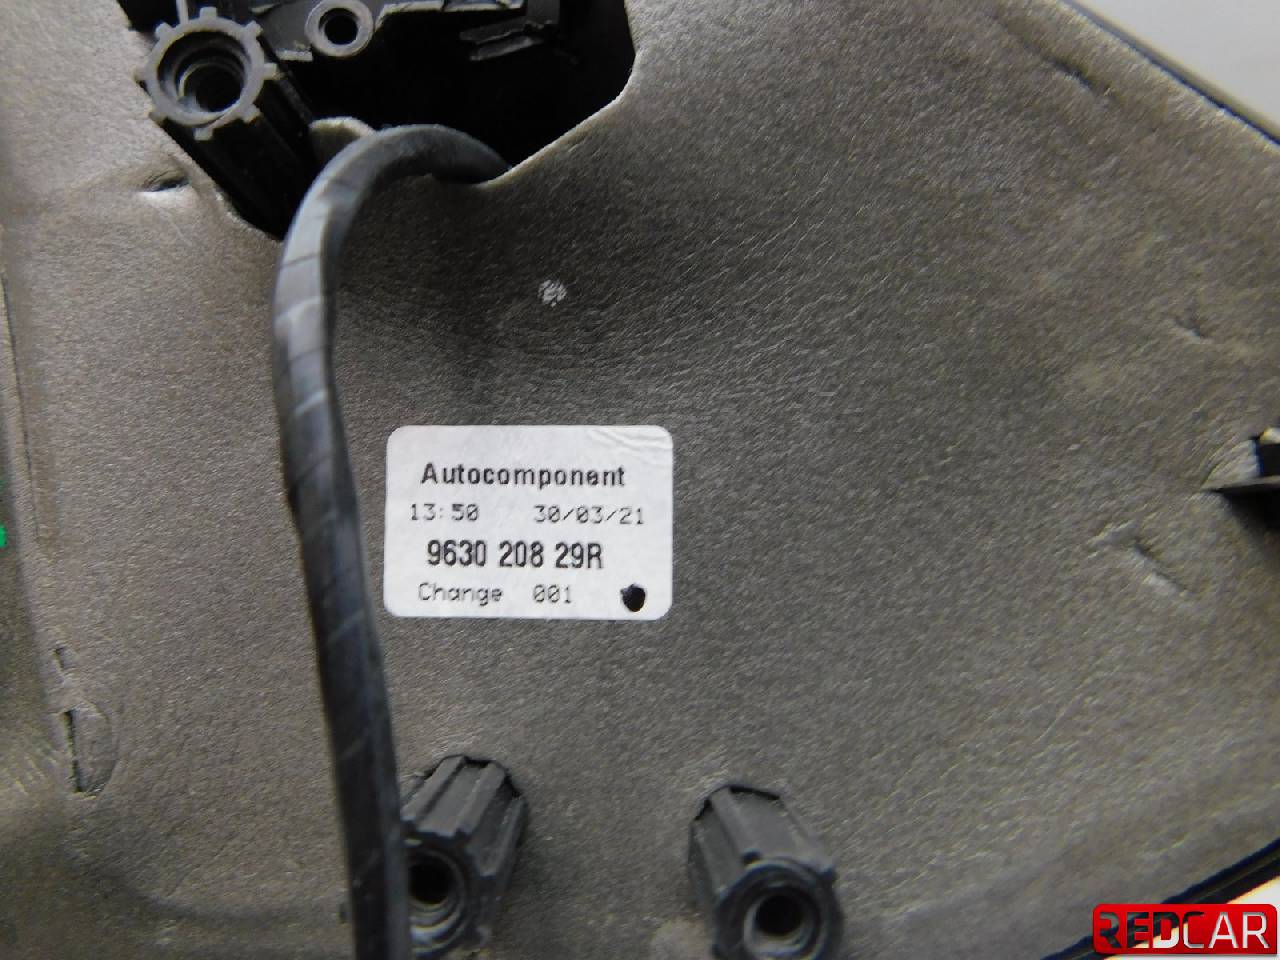 Autocomponent
13:50 30/03/21
9630 208 29R
Change 001
REDCAR